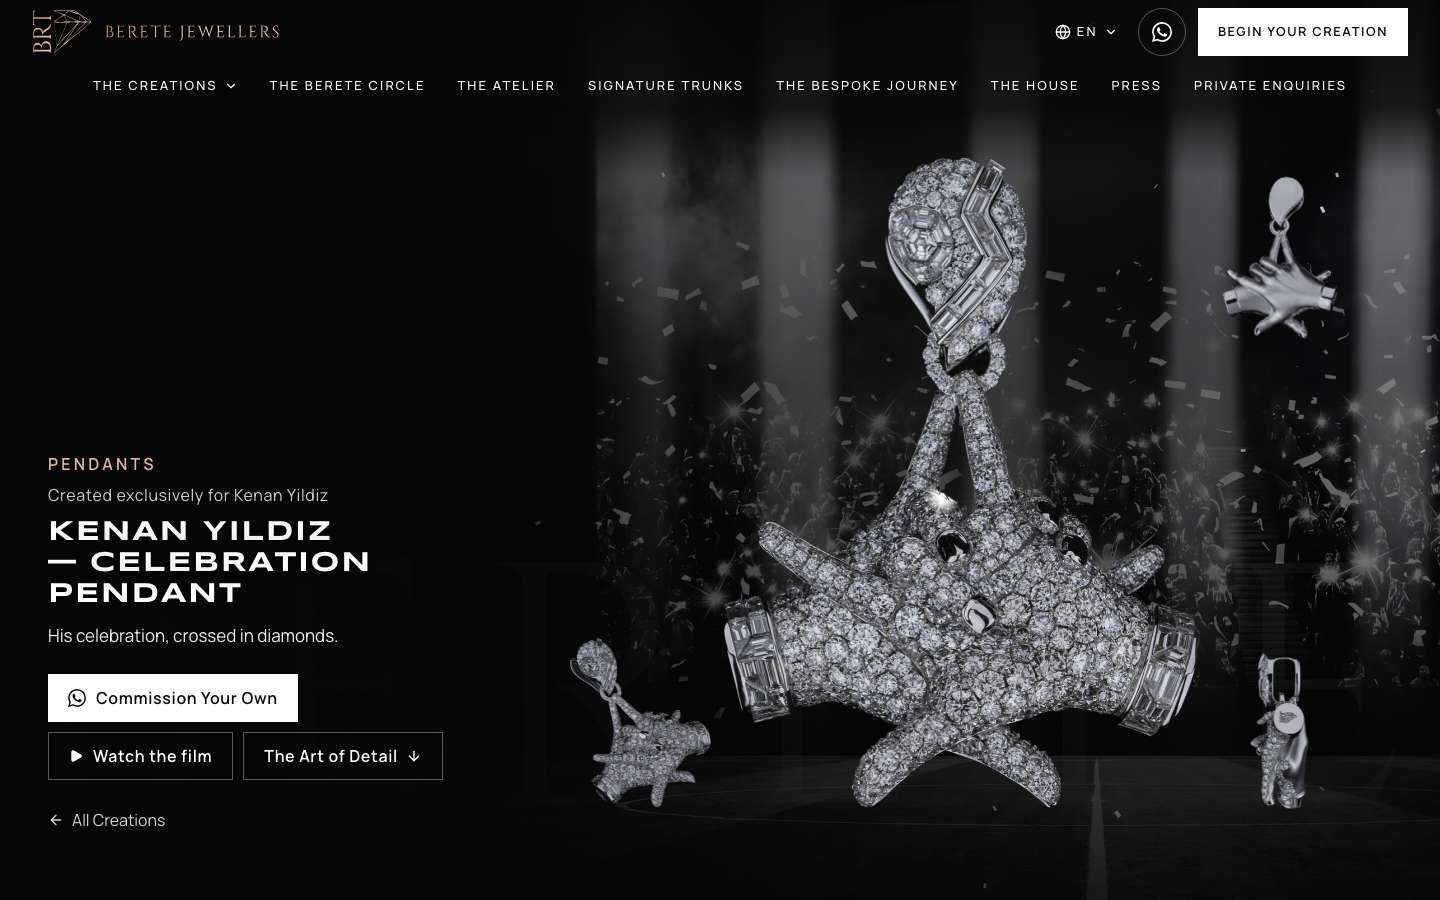 BRT
BERETE JEWELLERS
EN
BEGIN YOUR CREATION
THE CREATIONS
THE BERETE CIRCLE
THE ATELIER
SIGNATURE TRUNKS
THE BESPOKE JOURNEY
THE HOUSE
PRESS
PRIVATE ENQUIRIES
PENDANTS
Created exclusively for Kenan Yildiz
KENAN YILDIZ
— CELEBRATION
PENDANT
His celebration, crossed in diamonds.
Commission Your Own
Watch the film
The Art of Detail ↓
← All Creations